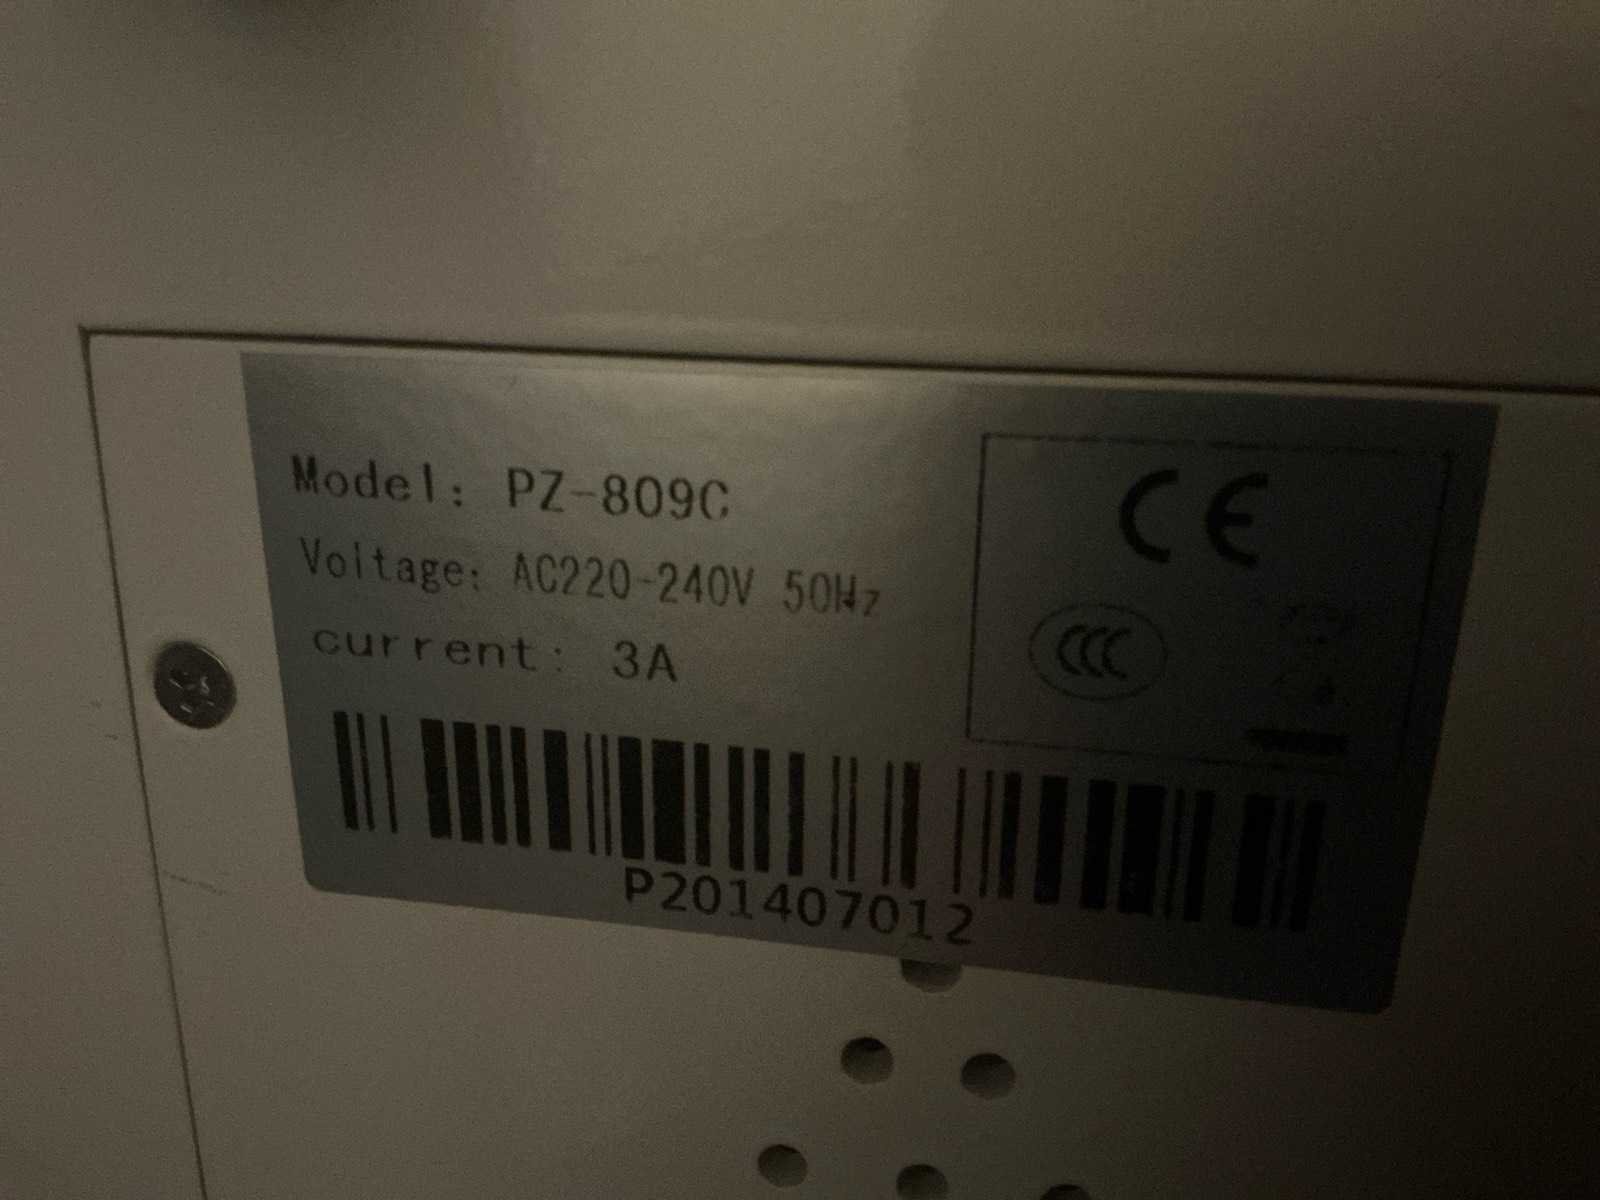 Model: PZ-809C
Voltage: AC220-240V 50Hz
current: 3A
CE
CCC
P201407012